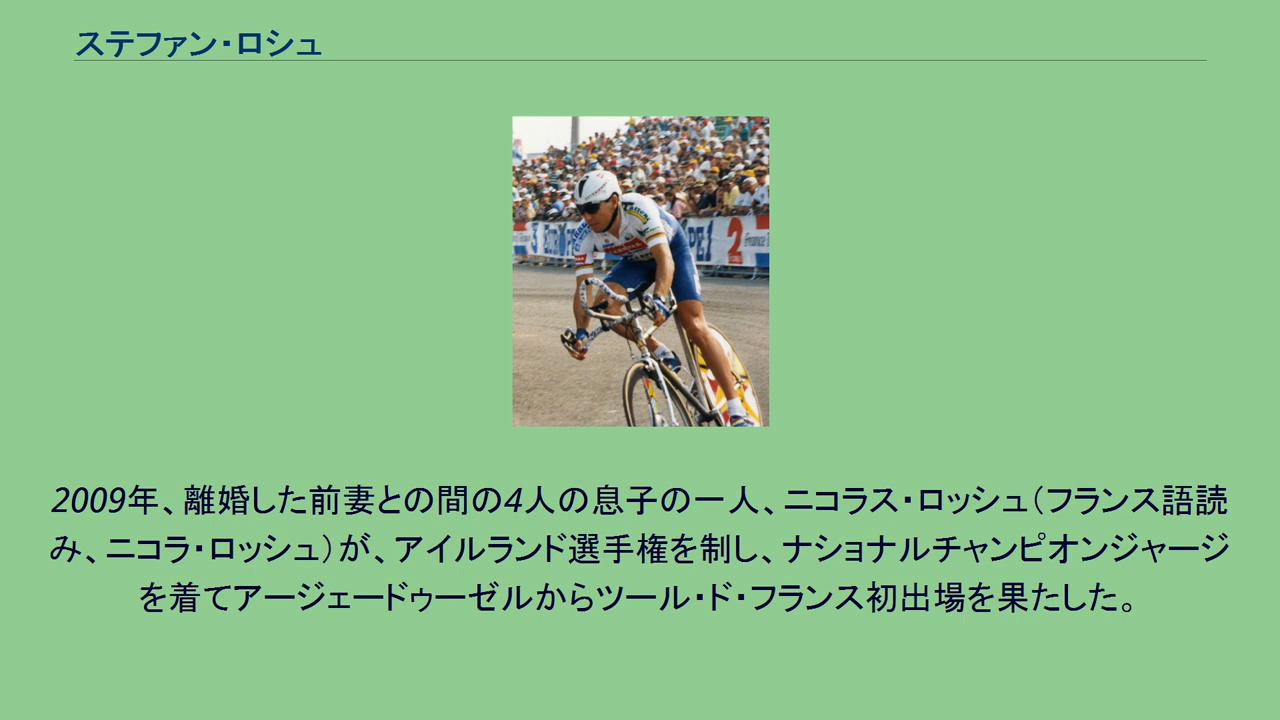 ステファン・ロシュ
EUROPE 1
2
2009年、離婚した前妻との間の4人の息子の一人、ニコラス・ロッシュ（フランス語読
み、ニコラ・ロッシュ）が、アイルランド選手権を制し、ナショナルチャンピオンジャージ
を着てアージェードゥーゼルからツール・ド・フランス初出場を果たした。